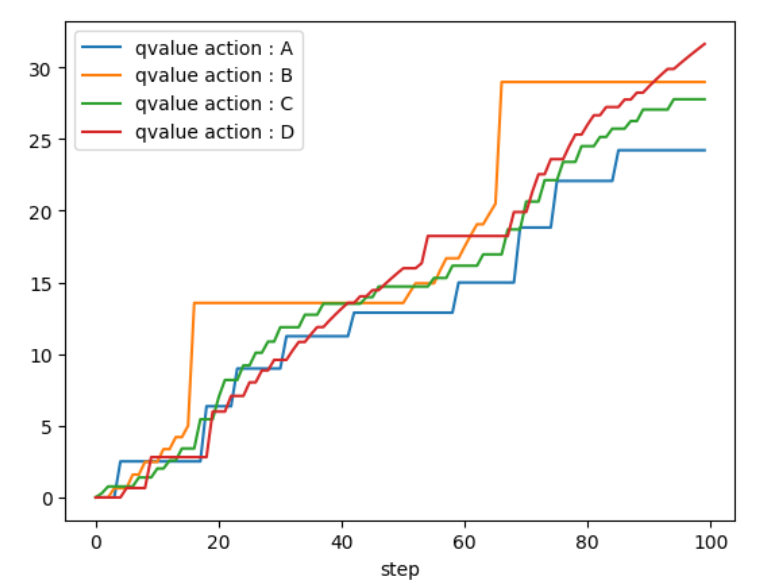 qvalue action : A
qvalue action : B
qvalue action : C
qvalue action : D
30
25
20
15
10
5
0
0 20 40 60 80 100
step